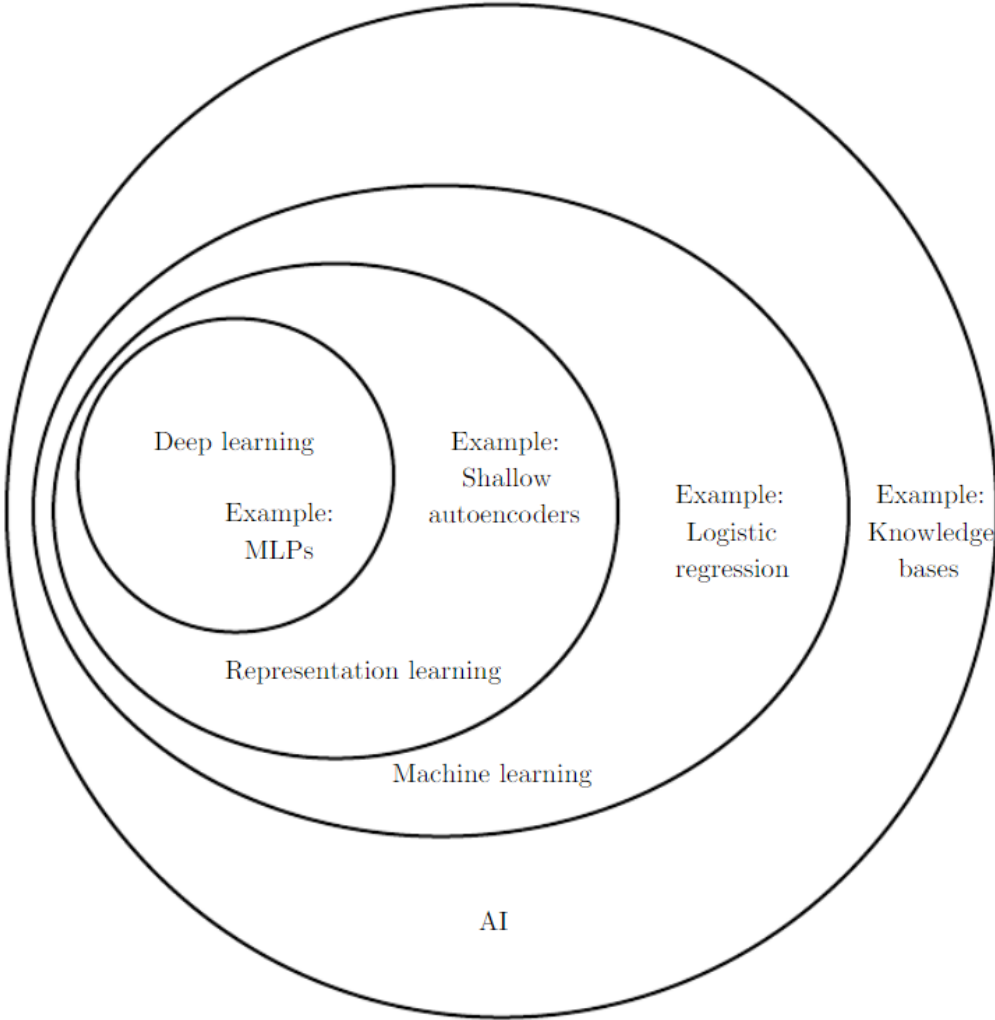 Deep learning
Example:
MLPs
Example:
Shallow
autoencoders
Example:
Logistic
regression
Example:
Knowledge
bases
Representation learning
Machine learning
AI